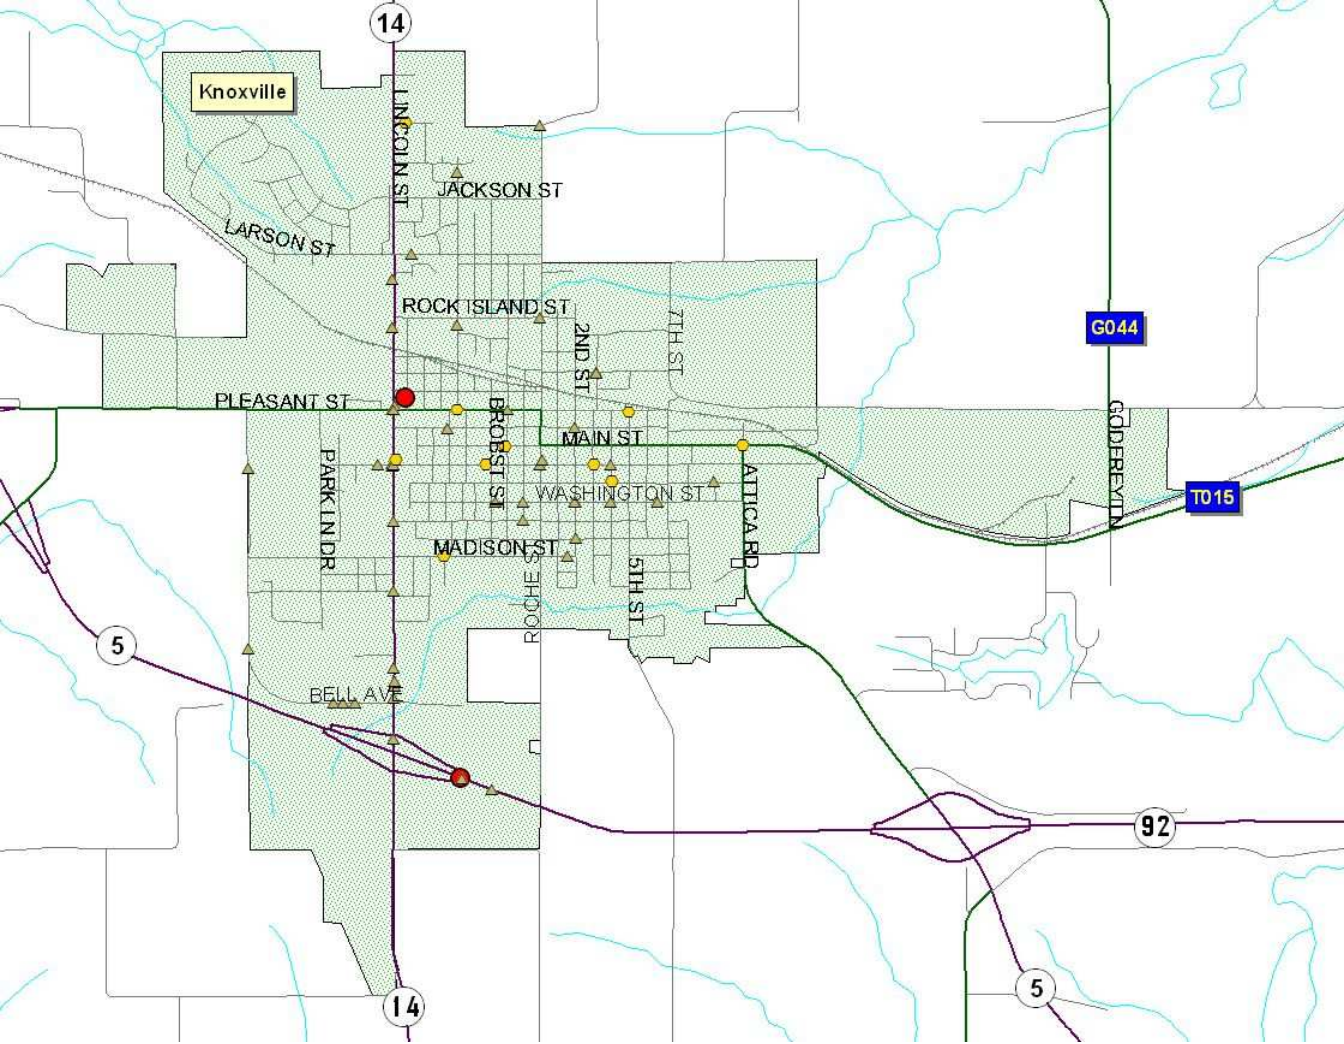 14
Knoxville
LINCOLN ST
JACKSON ST
LARSON ST
ROCK ISLAND ST
2ND ST
7TH ST
G044
PLEASANT ST
BROBST ST
MAIN ST
GODFREY LN
PARK LN DR
WASHINGTON ST
ATTICA RD
T015
MADISON ST
ROCHE S
5TH ST
5
BELL AVE
92
5
14